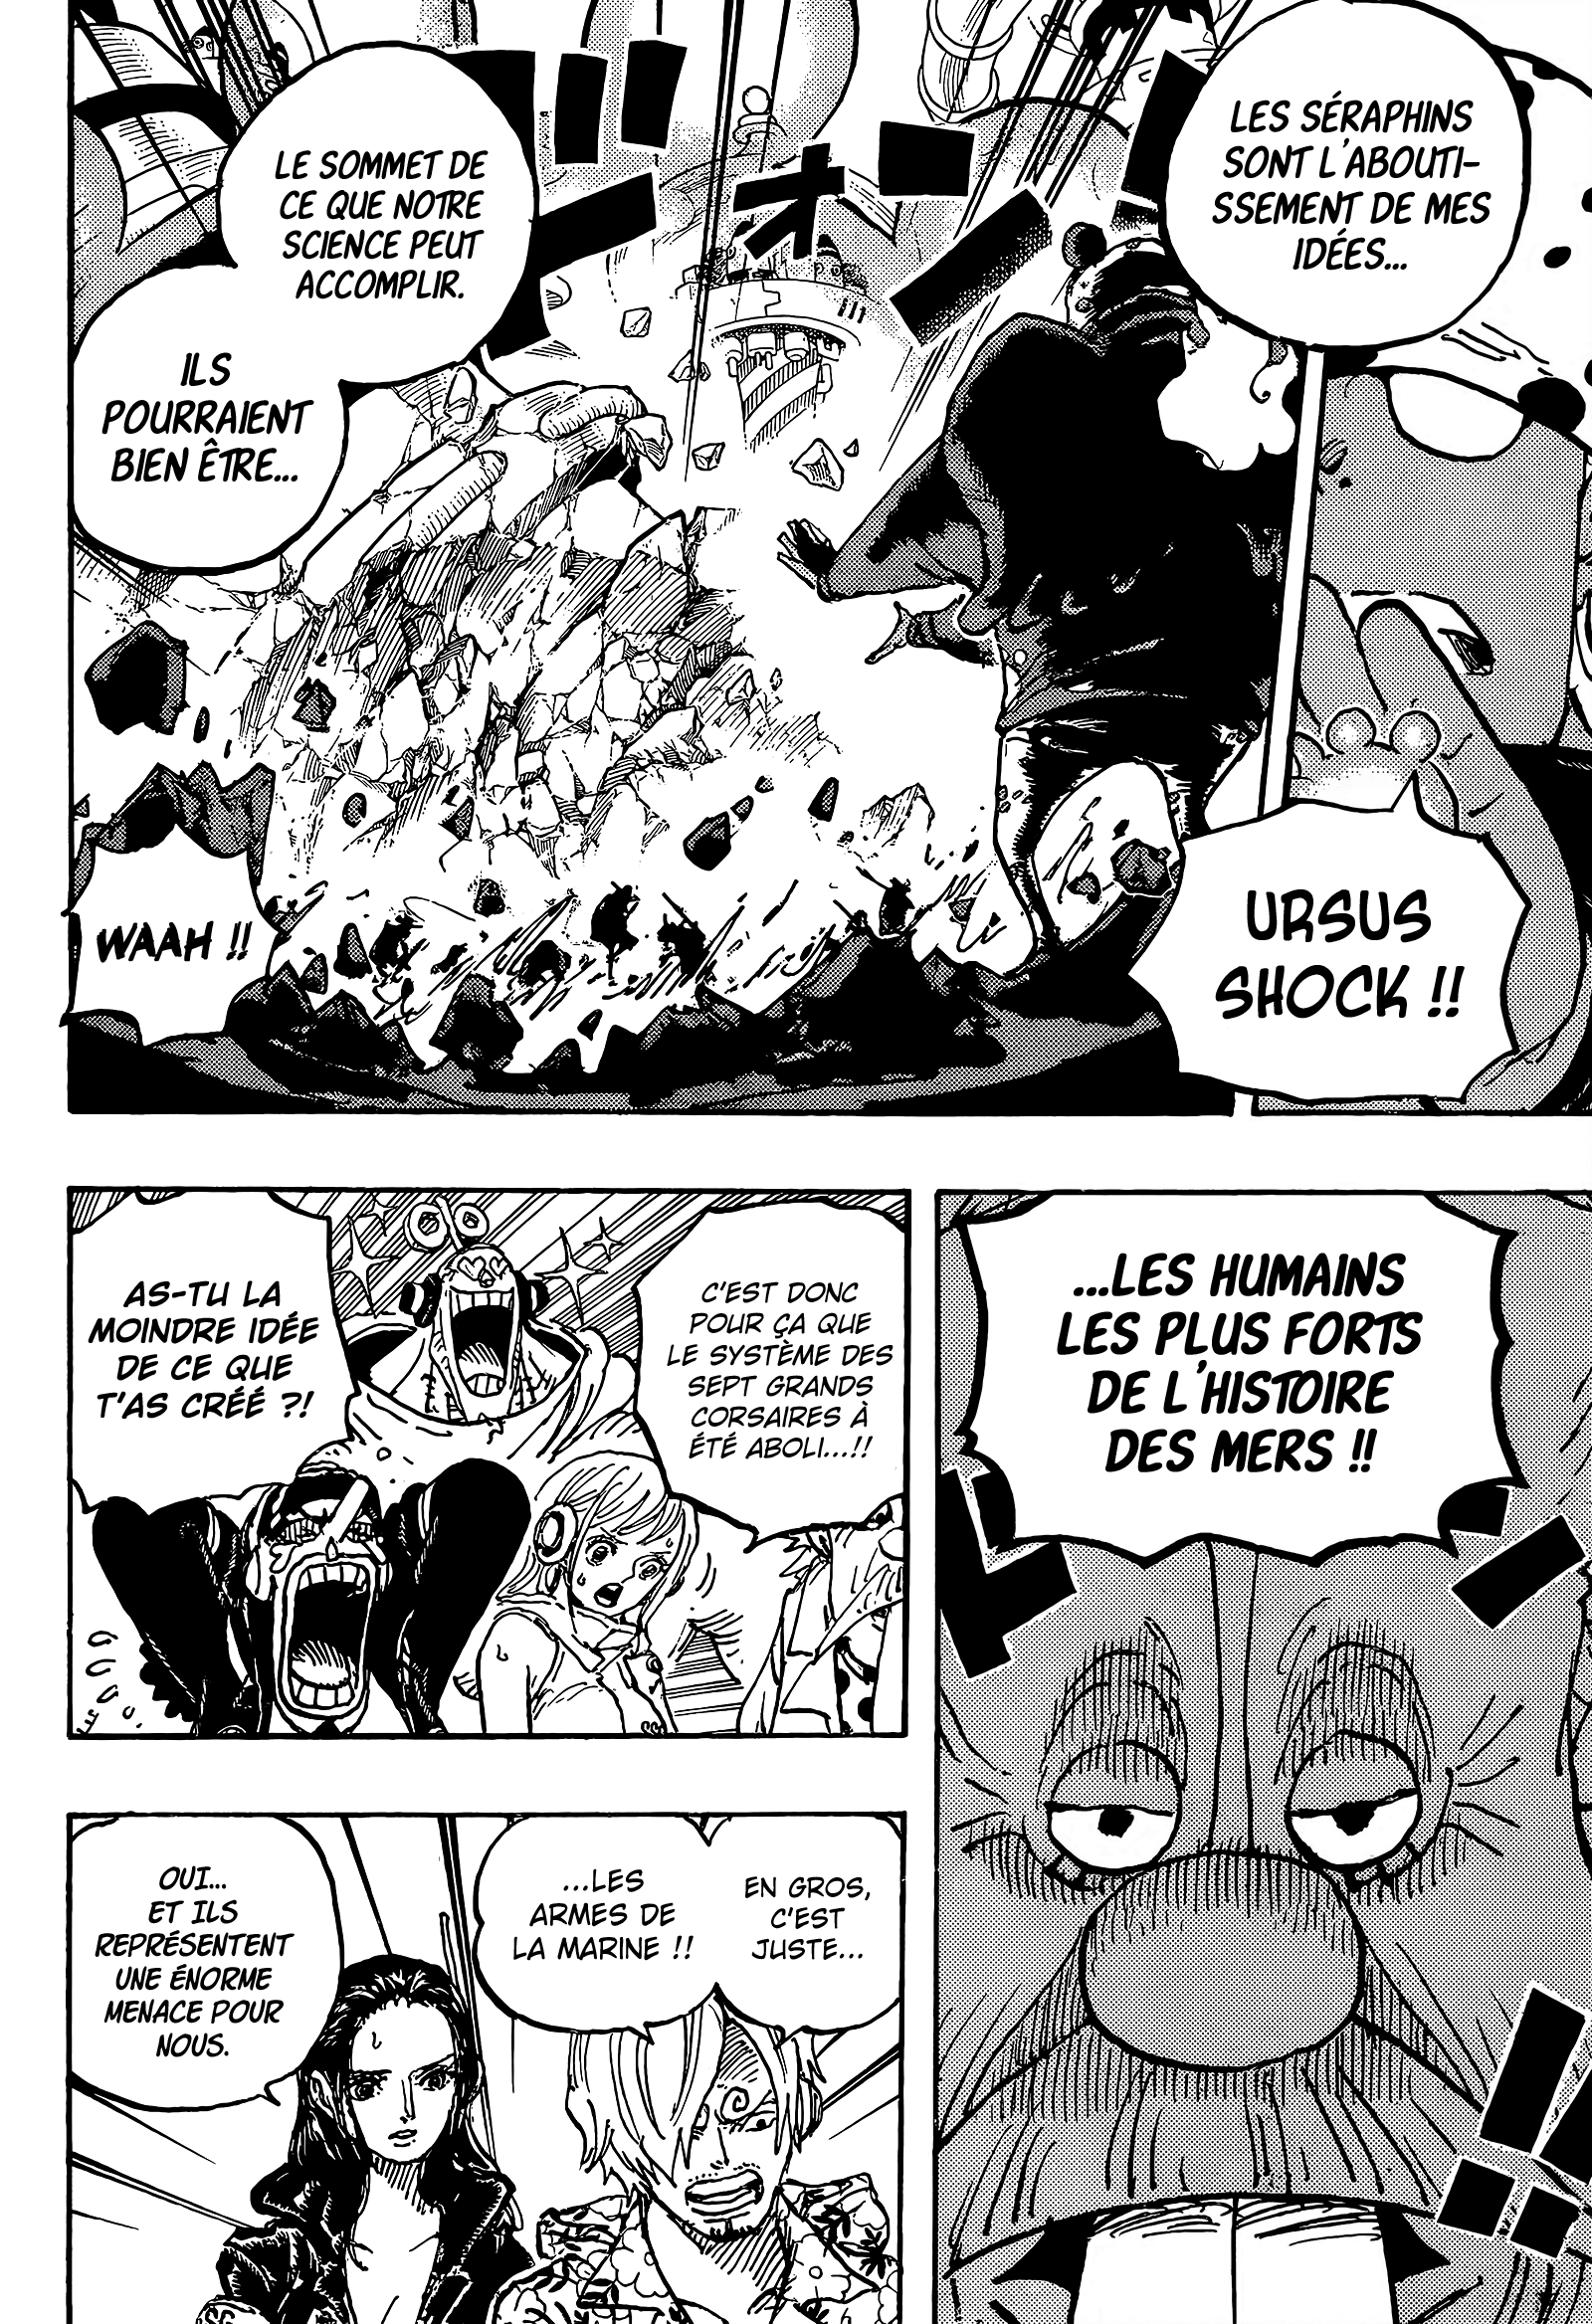 LES SÉRAPHINS
SONT L'ABOUTI-
SSEMENT DE MES
IDÉES...
LE SOMMET DE
CE QUE NOTRE
SCIENCE PEUT
ACCOMPLIR.
ILS
POURRAIENT
BIEN ÊTRE...
URSUS
SHOCK !!
WAAH !!
...LES HUMAINS
LES PLUS FORTS
DE L'HISTOIRE
DES MERS !!
C'EST DONC
POUR ÇA QUE
LE SYSTÈME DES
SEPT GRANDS
CORSAIRES À
ÉTÉ ABOLI...!!
AS-TU LA
MOINDRE IDÉE
DE CE QUE
T'AS CRÉÉ ?!
EN GROS,
C'EST
JUSTE...
...LES
ARMES DE
LA MARINE !!
OUI...
ET ILS
REPRÉSENTENT
UNE ÉNORME
MENACE POUR
NOUS.